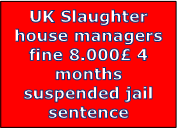 UK Slaughter
house managers
fine 8.000£ 4
months
suspended jail
sentence